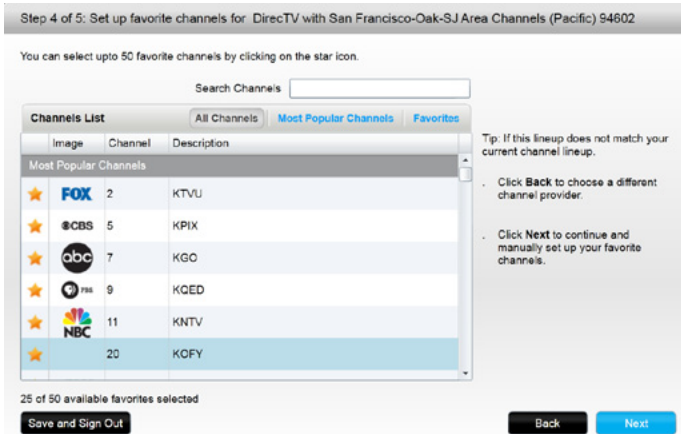 Step 4 of 5: Set up favorite channels for DirecTV with San Francisco-Oak-SJ Area Channels (Pacific) 94602
You can select upto 50 favorite channels by clicking on the star icon.
Search Channels
Channels List All Channels Most Popular Channels Favorites
Image Channel Description
Most Popular Channels
FOX 2 KTVU
CBS 5 KPIX
abc 7 KGO
PBS 9 KQED
NBC 11 KNTV
20 KOFY
Tip: If this lineup does not match your
current channel lineup.
. Click Back to choose a different
channel provider.
. Click Next to continue and
manually set up your favorite
channels.
25 of 50 available favorites selected
Save and Sign Out Back Next